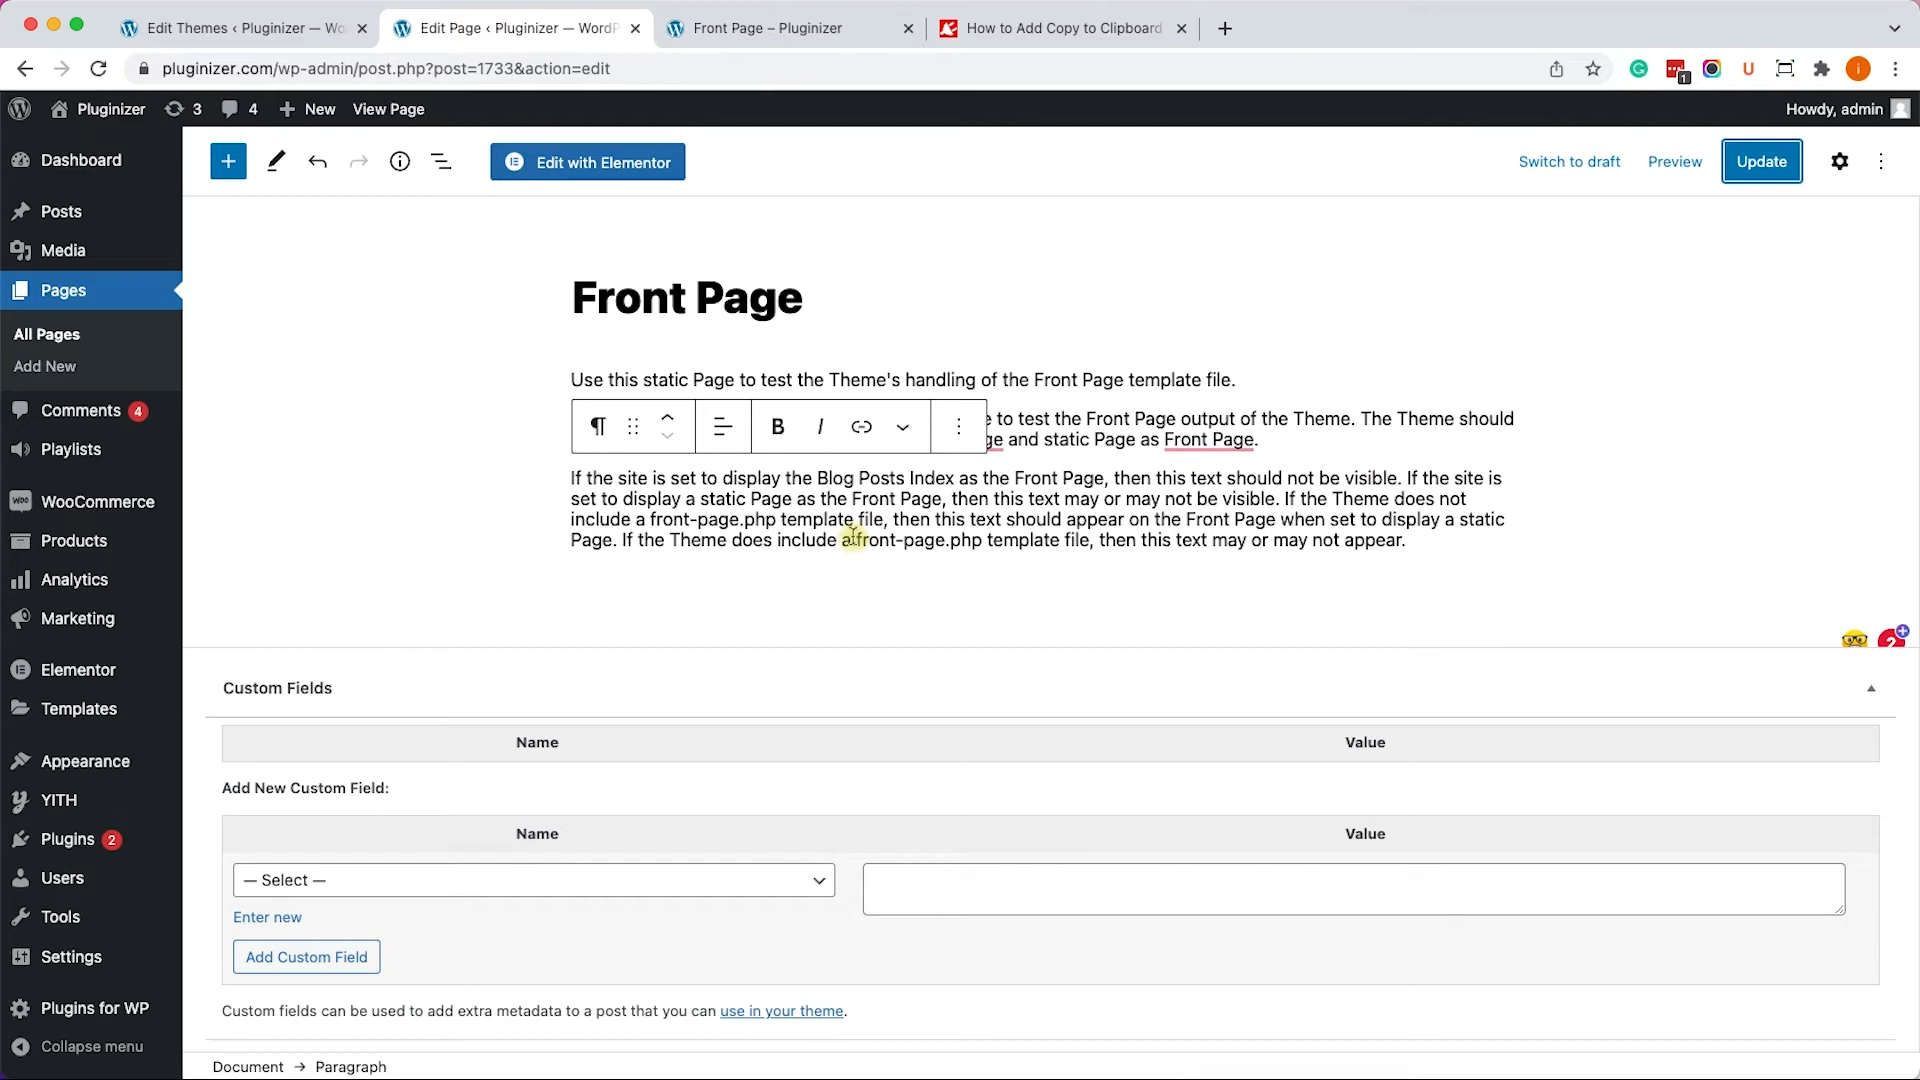 Edit Themes ‹ Pluginizer — Wo
Edit Page ‹ Pluginizer — WordP
Front Page – Pluginizer
How to Add Copy to Clipboard
pluginizer.com/wp-admin/post.php?post=1733&action=edit
1
U
i
Pluginizer
3
4
New
View Page
Howdy, admin
Dashboard
Posts
Media
Pages
All Pages
Add New
Comments 4
Playlists
WooCommerce
Products
Analytics
Marketing
Elementor
Templates
Appearance
YITH
Plugins 2
Users
Tools
Settings
Plugins for WP
Collapse menu
Edit with Elementor
Switch to draft
Preview
Update
Front Page
Use this static Page to test the Theme's handling of the Front Page template file.
to test the Front Page output of the Theme. The Theme should
and static Page as Front Page.
B I
If the site is set to display the Blog Posts Index as the Front Page, then this text should not be visible. If the site is
set to display a static Page as the Front Page, then this text may or may not be visible. If the Theme does not
include a front-page.php template file, then this text should appear on the Front Page when set to display a static
Page. If the Theme does include a front-page.php template file, then this text may or may not appear.
2
Custom Fields
Name
Value
Add New Custom Field:
Name
Value
— Select —
Enter new
Add Custom Field
Custom fields can be used to add extra metadata to a post that you can use in your theme.
Document → Paragraph